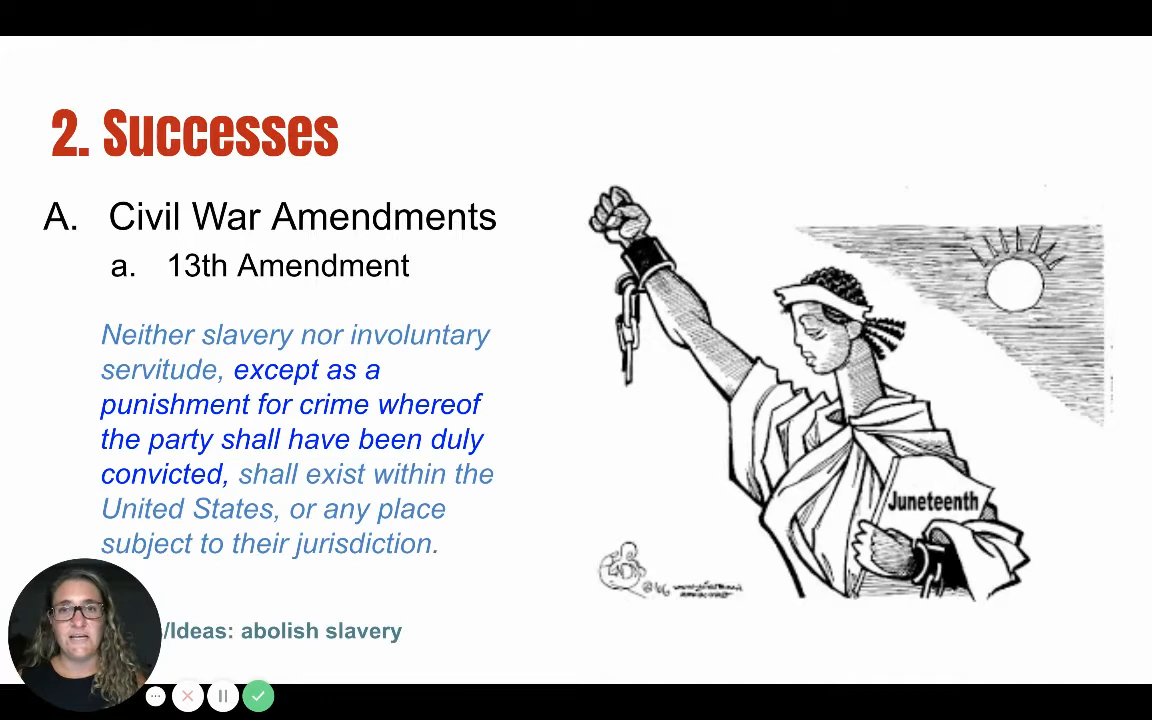 2. Successes
A. Civil War Amendments
a. 13th Amendment
Neither slavery nor involuntary
servitude, except as a
punishment for crime whereof
the party shall have been duly
convicted, shall exist within the
United States, or any place
subject to their jurisdiction.
/Ideas: abolish slavery
Juneteenth